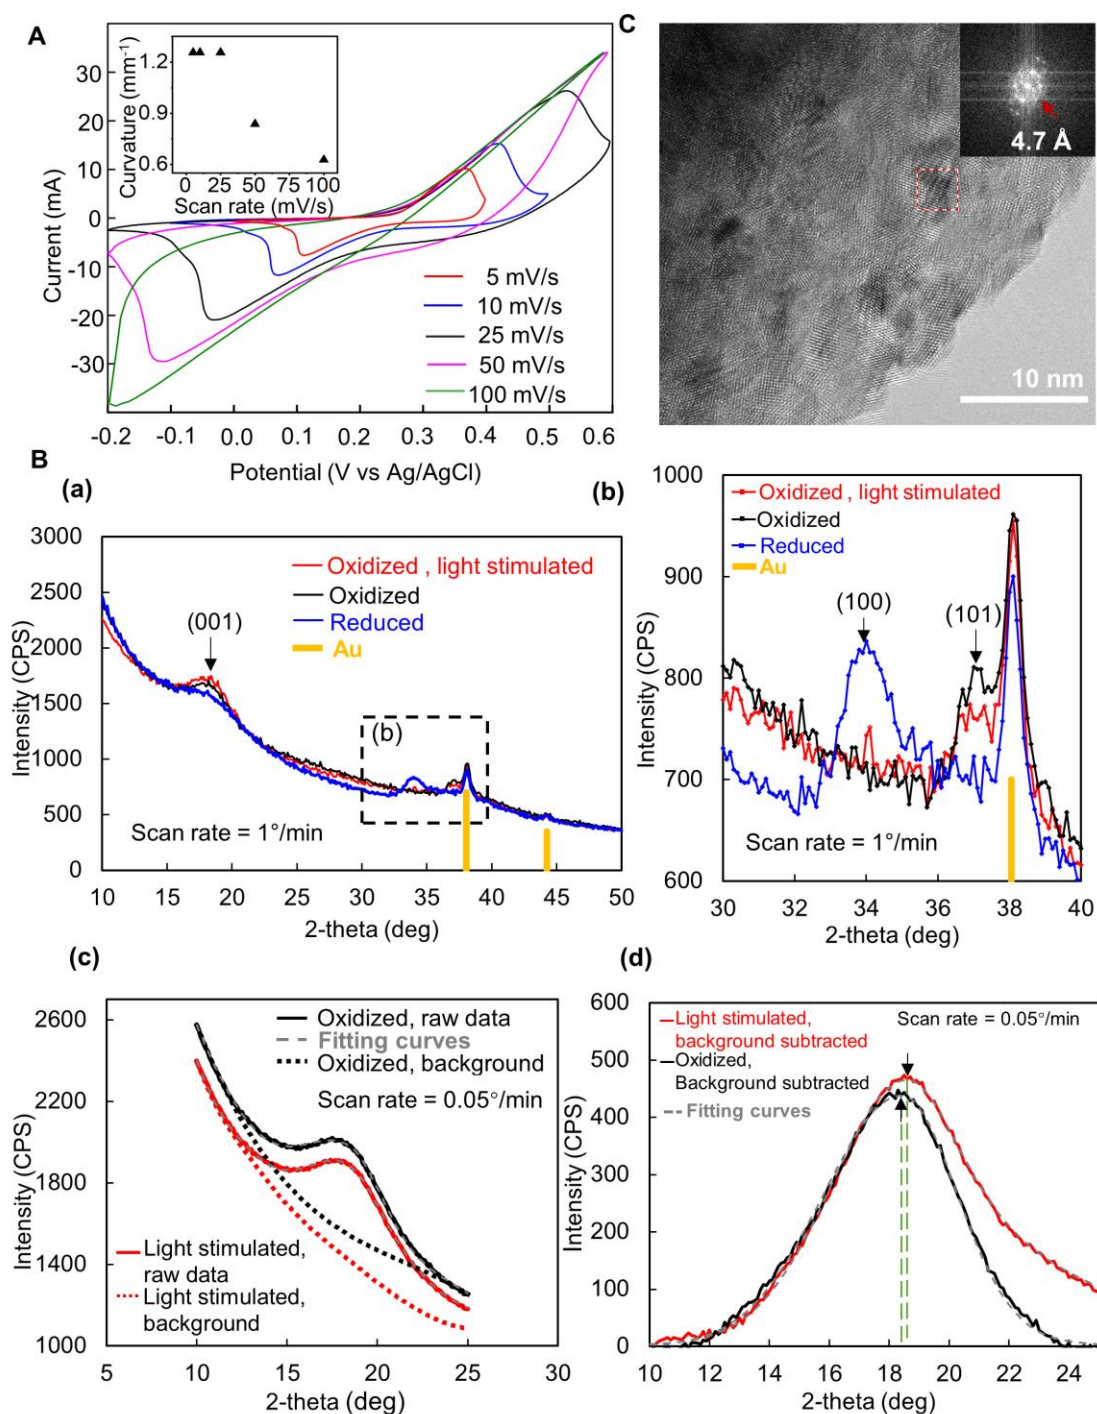 A
Curvature (mm⁻¹)
1.2
0.9
0.6
0 25 50 75 100
Scan rate (mV/s)
Current (mA)
30
20
10
0
-10
-20
-30
5 mV/s
10 mV/s
25 mV/s
50 mV/s
100 mV/s
-0.2 -0.1 0.0 0.1 0.2 0.3 0.4 0.5 0.6
Potential (V vs Ag/AgCl)
C
4.7 Å
10 nm
B
(a)
Intensity (CPS)
3000
2500
2000
1500
1000
500
0
(001)
Oxidized , light stimulated
Oxidized
Reduced
Au
(b)
Scan rate = 1°/min
10 15 20 25 30 35 40 45 50
2-theta (deg)
(b)
Intensity (CPS)
1000
900
800
700
600
Oxidized , light stimulated
Oxidized
Reduced
Au
(100)
(101)
Scan rate = 1°/min
30 32 34 36 38 40
2-theta (deg)
(c)
Intensity (CPS)
2600
2200
1800
1400
1000
Oxidized, raw data
Fitting curves
Oxidized, background
Scan rate = 0.05°/min
Light stimulated,
raw data
Light stimulated,
background
5 10 15 20 25 30
2-theta (deg)
(d)
Intensity (CPS)
600
500
400
300
200
100
0
Light stimulated,
background subtracted
Oxidized,
Background subtracted
Fitting curves
Scan rate = 0.05°/min
10 12 14 16 18 20 22 24
2-theta (deg)